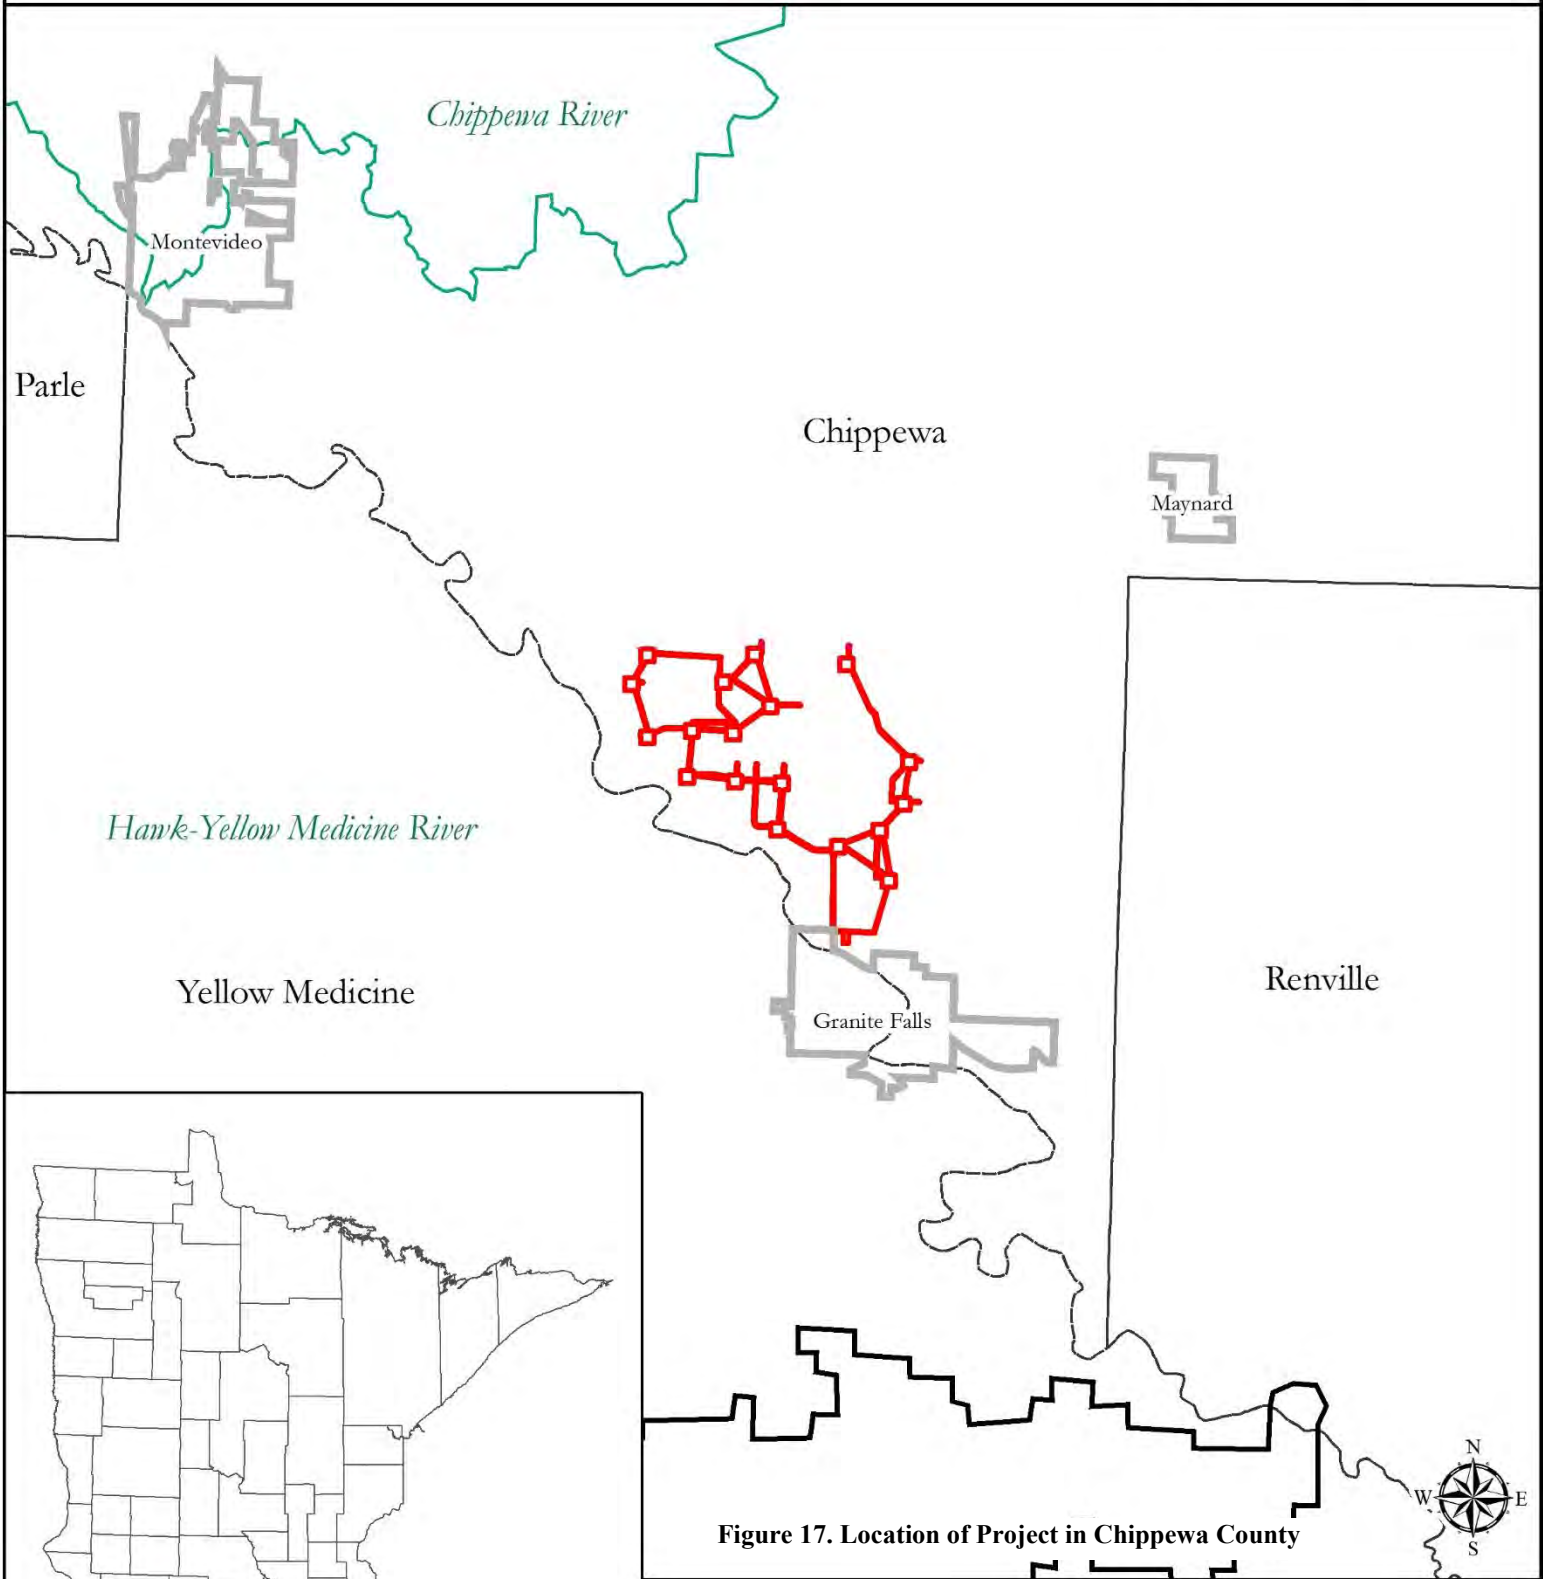 Chippewa River
Montevideo
Parle
Chippewa
Maynard
Hawk-Yellow Medicine River
Yellow Medicine
Renville
Granite Falls
N
W
E
S
Figure 17. Location of Project in Chippewa County